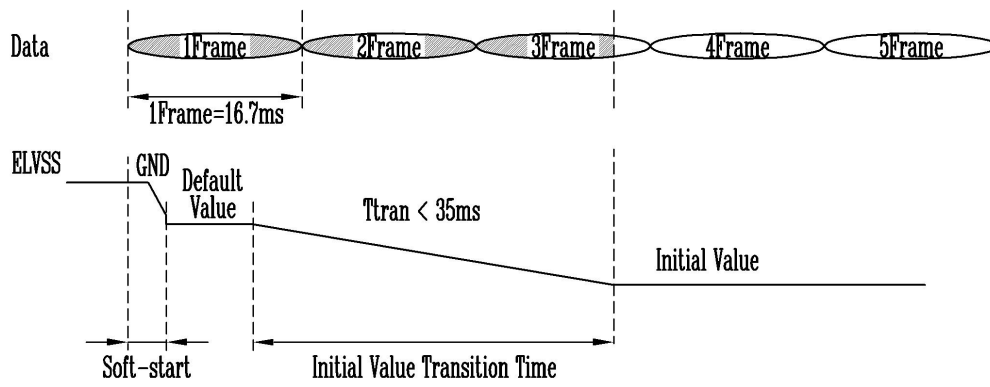 Data
1Frame
2Frame
3Frame
4Frame
5Frame
1Frame=16.7ms
ELVSS
GND
Default
Value
Ttran < 35ms
Initial Value
Soft-start
Initial Value Transition Time